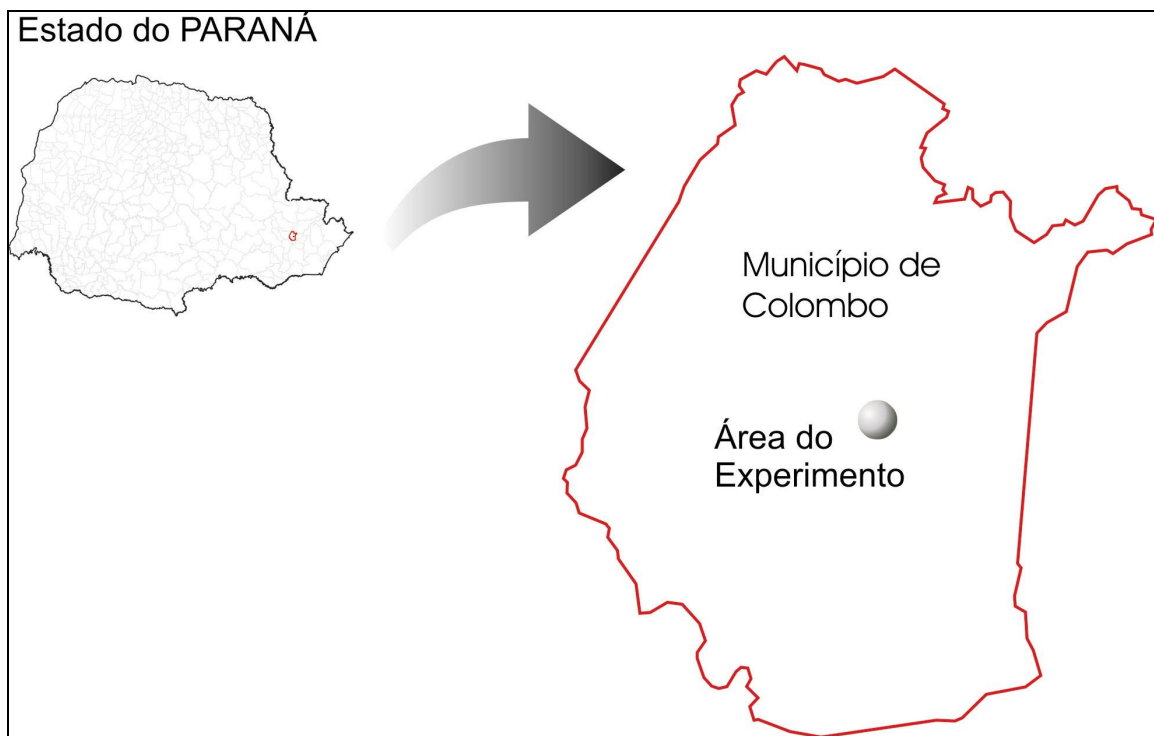 Estado do PARANÁ
Município de
Colombo
Área do
Experimento